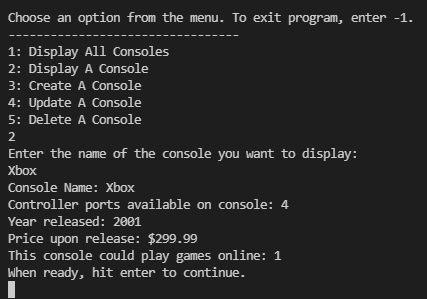 Choose an option from the menu. To exit program, enter -1.
---------------------------------
1: Display All Consoles
2: Display A Console
3: Create A Console
4: Update A Console
5: Delete A Console
2
Enter the name of the console you want to display:
Xbox
Console Name: Xbox
Controller ports available on console: 4
Year released: 2001
Price upon release: $299.99
This console could play games online: 1
When ready, hit enter to continue.